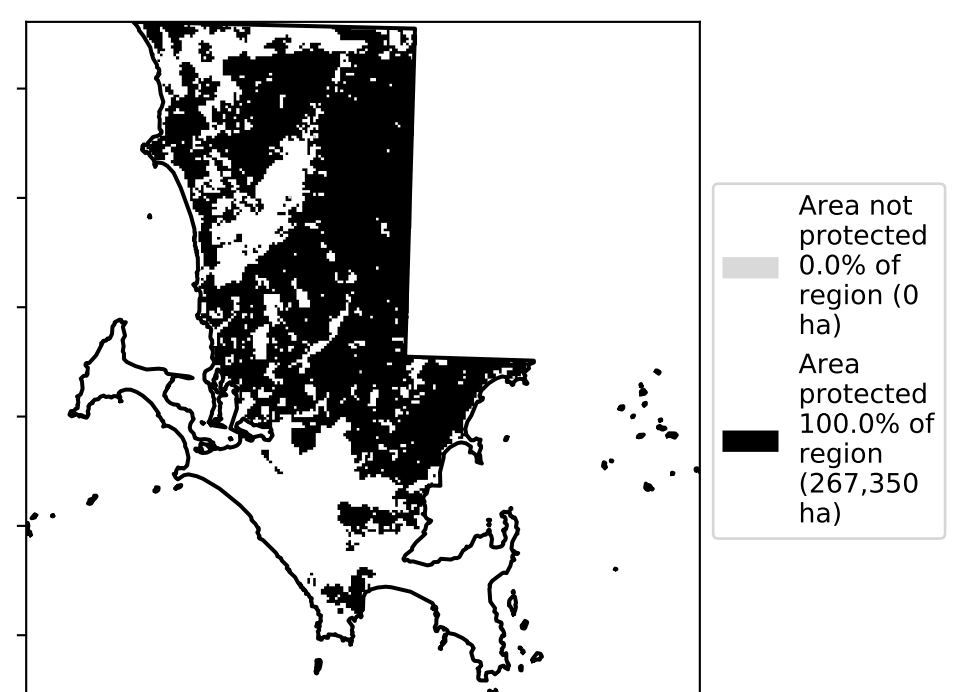 Area not
protected
0.0% of
region (0
ha)
Area
protected
100.0% of
region
(267,350
ha)